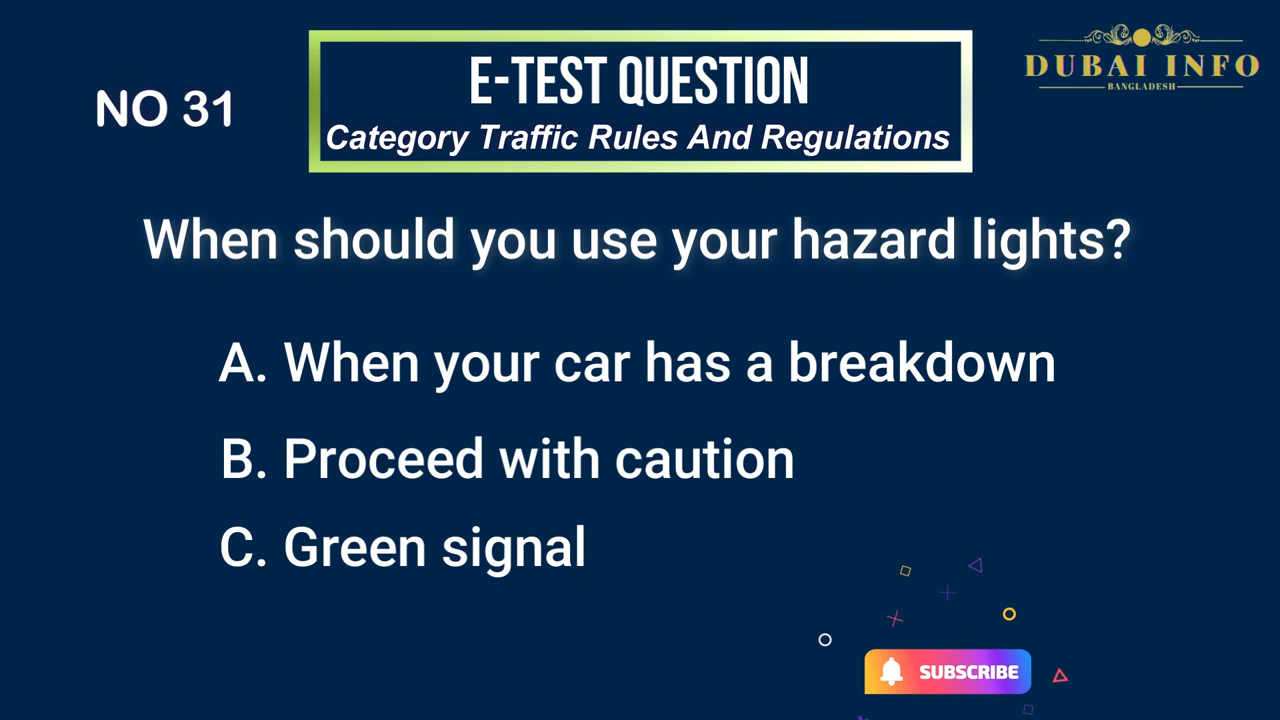 NO 31
E-TEST QUESTION
Category Traffic Rules And Regulations
DUBAI INFO
BANGLADESH
When should you use your hazard lights?
A. When your car has a breakdown
B. Proceed with caution
C. Green signal
SUBSCRIBE